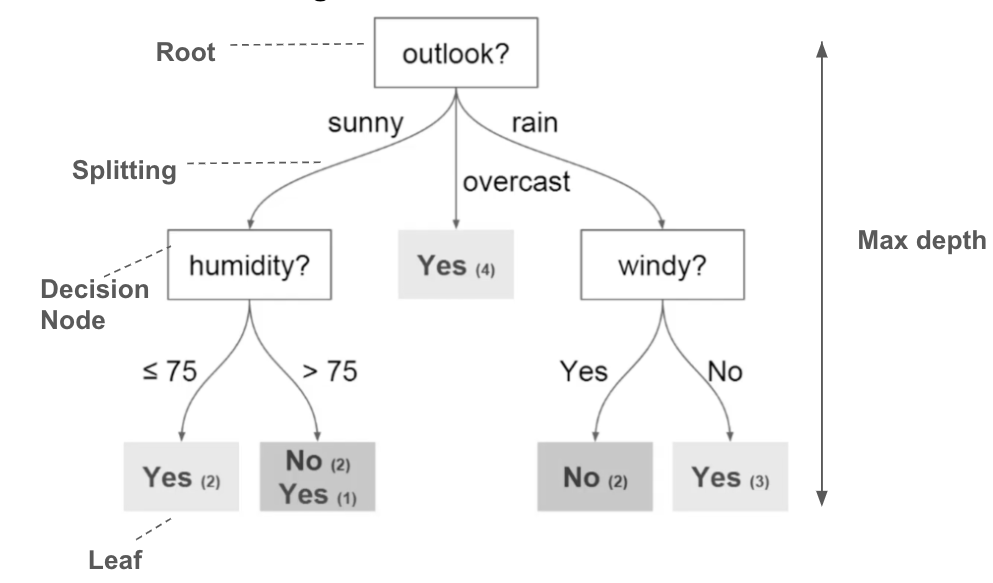 Root
outlook?
sunny
rain
Splitting
overcast
Max depth
humidity?
Yes (4)
windy?
Decision
Node
≤ 75
> 75
Yes
No
Yes (2)
No (2)
Yes (1)
No (2)
Yes (3)
Leaf